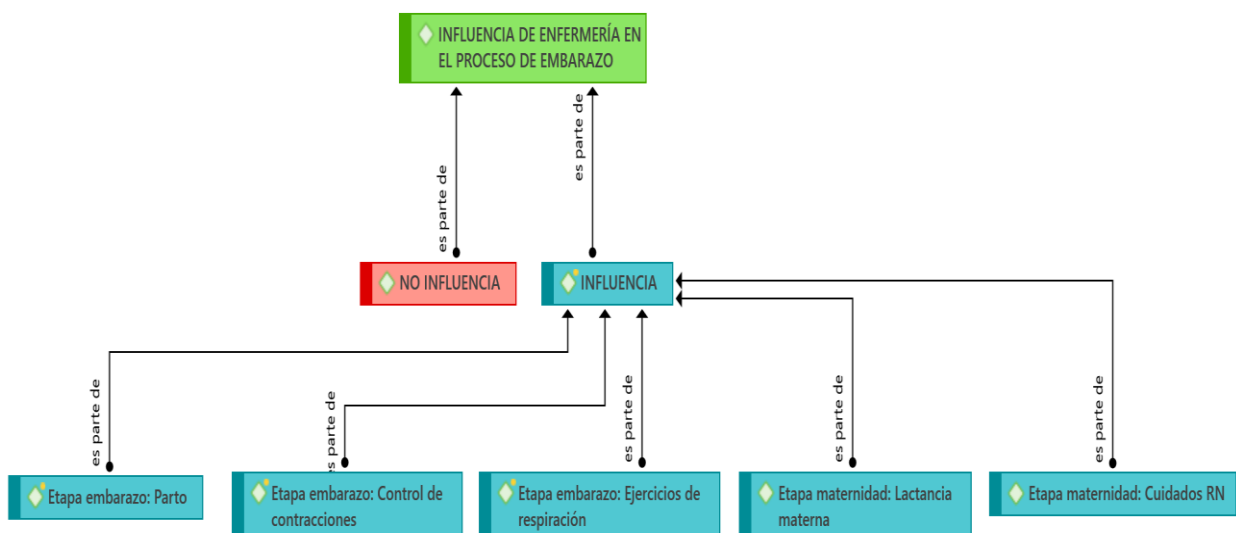 INFLUENCIA DE ENFERMERÍA EN
EL PROCESO DE EMBARAZO
es parte de
es parte de
NO INFLUENCIA
INFLUENCIA
es parte de
es parte de
es parte de
es parte de
es parte de
Etapa embarazo: Parto
Etapa embarazo: Control de
contracciones
Etapa embarazo: Ejercicios de
respiración
Etapa maternidad: Lactancia
materna
Etapa maternidad: Cuidados RN